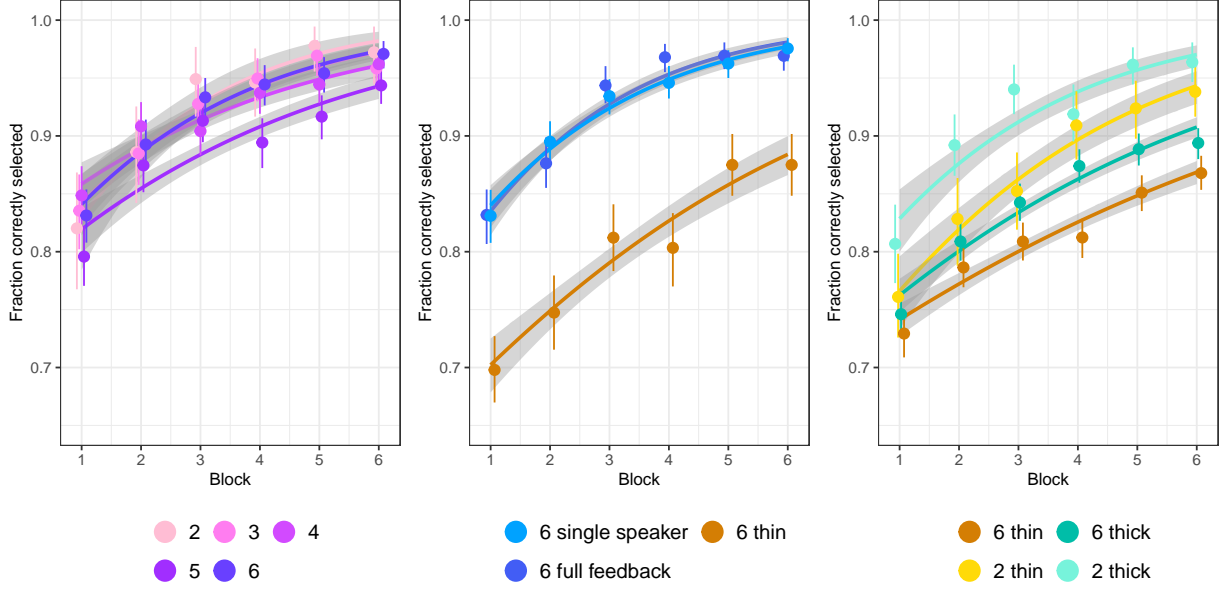 Fraction correctly selected
1.0
0.9
0.8
0.7
1 2 3 4 5 6
Block
2 3 4
5 6
Fraction correctly selected
1.0
0.9
0.8
0.7
1 2 3 4 5 6
Block
6 single speaker 6 thin
6 full feedback
Fraction correctly selected
1.0
0.9
0.8
0.7
1 2 3 4 5 6
Block
6 thin 6 thick
2 thin 2 thick